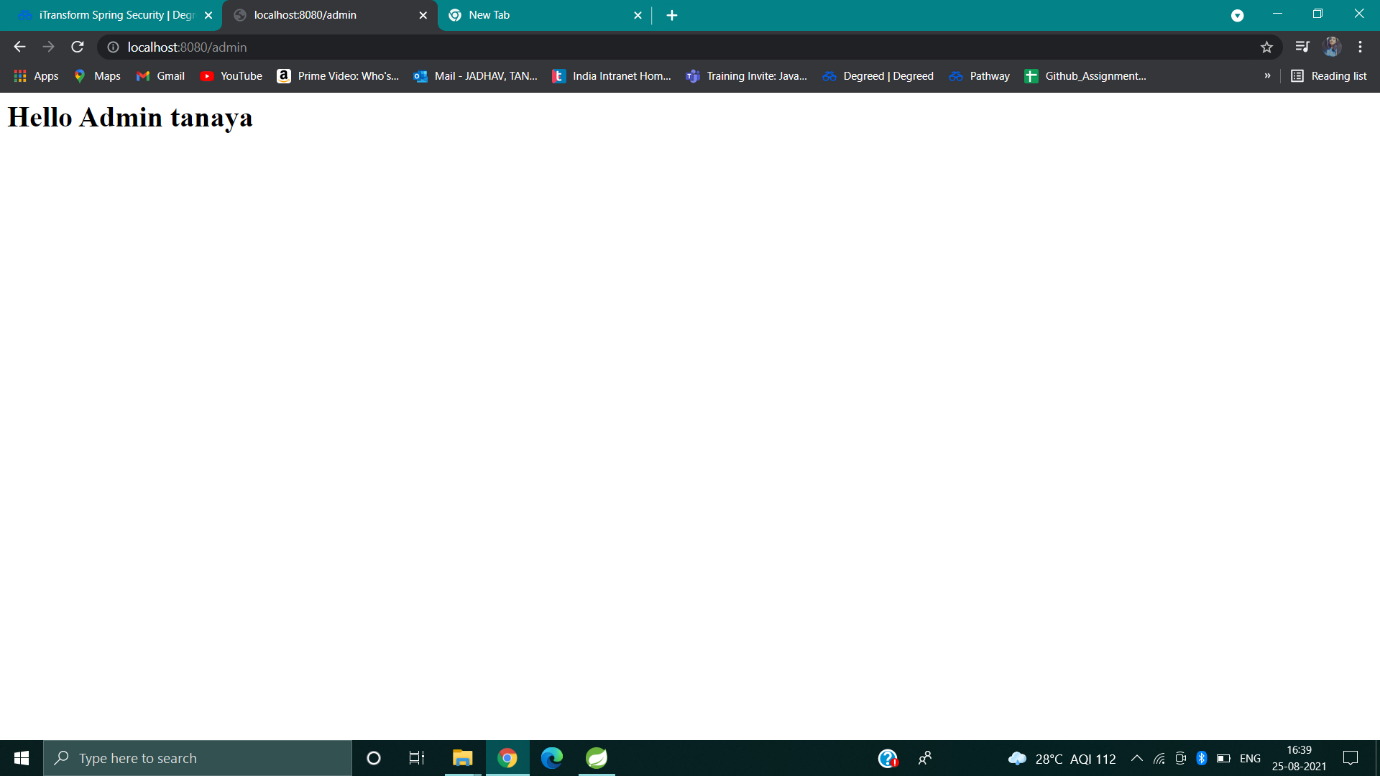 iTransform Spring Security | Degr
localhost:8080/admin
New Tab
localhost:8080/admin
Apps
Maps
Gmail
YouTube
Prime Video: Who's...
Mail - JADHAV, TAN...
India Intranet Hom...
Training Invite: Java...
Degreed | Degreed
Pathway
Github_Assignment...
»
Reading list
Hello Admin tanaya
Type here to search
28°C AQI 112
ENG
16:39
25-08-2021